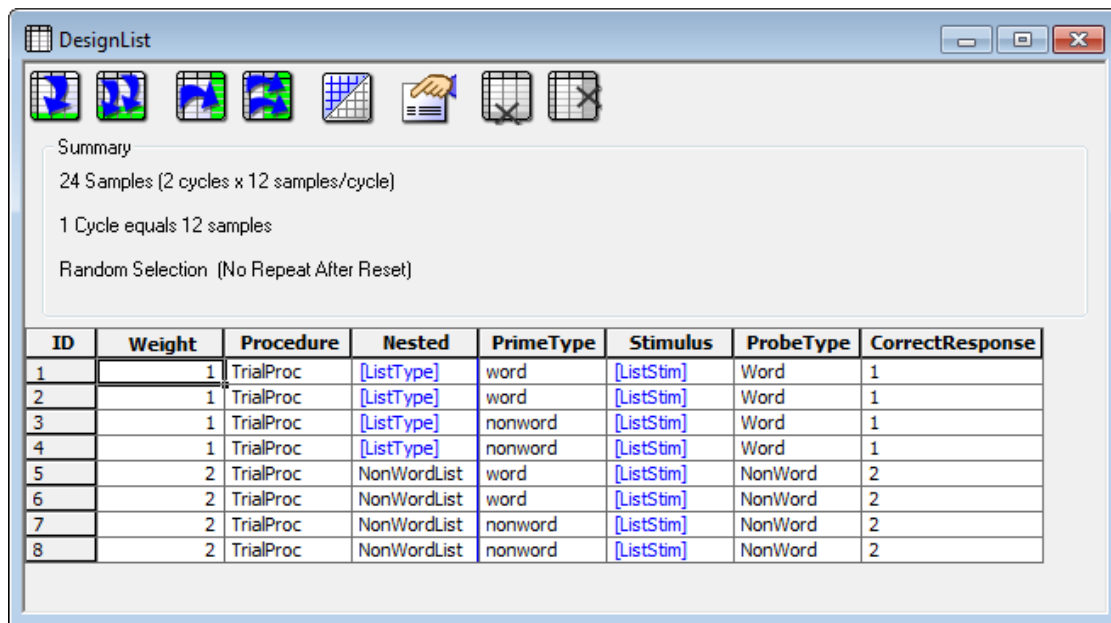 DesignList
Summary
24 Samples (2 cycles x 12 samples/cycle)
1 Cycle equals 12 samples
Random Selection (No Repeat After Reset)
ID Weight Procedure Nested PrimeType Stimulus ProbeType CorrectResponse
1 1 TrialProc [ListType] word [ListStim] Word 1
2 1 TrialProc [ListType] word [ListStim] Word 1
3 1 TrialProc [ListType] nonword [ListStim] Word 1
4 1 TrialProc [ListType] nonword [ListStim] Word 1
5 2 TrialProc NonWordList word [ListStim] NonWord 2
6 2 TrialProc NonWordList word [ListStim] NonWord 2
7 2 TrialProc NonWordList nonword [ListStim] NonWord 2
8 2 TrialProc NonWordList nonword [ListStim] NonWord 2